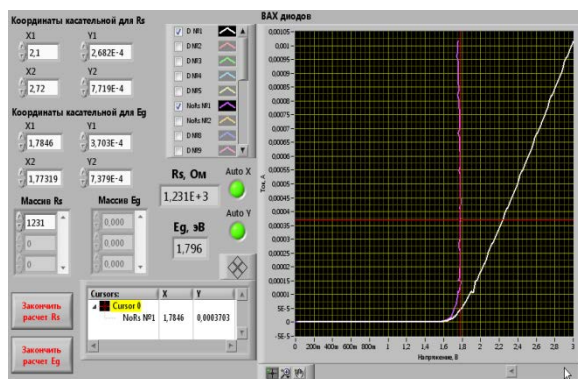 Координаты касательной для Rs
X1 Y1
2,1 2,682E-4
X2 Y2
2,72 7,719E-4
Координаты касательной для Eg
X1 Y1
1,7846 3,703E-4
X2 Y2
1,77319 7,379E-4
Массив Rs Массив Eg
1231 0,000
0 0,000
0 0,000
Закончить
расчет Rs
Закончить
расчет Eg
D №1
D №2
D №3
D №4
D №5
NoRs №1
NoRs №2
D №8
D №9
Rs, Ом
1,231E+3
Eg, эВ
1,796
Auto X
Auto Y
Cursors: X Y
Cursor 0
NoRs №1 1,7846 0,0003703
ВАХ диодов
0,00105
0,001
0,00095
0,0009
0,00085
0,0008
0,00075
0,0007
0,00065
0,0006
0,00055
0,0005
0,00045
0,0004
0,00035
0,0003
0,00025
0,0002
0,00015
0,0001
5E-5
0
-5E-5
Ток, А
0 200m 400m 600m 800m 1 1,2 1,4 1,6 1,8 2 2,2 2,4 2,6 2,8 3
Напряжение, В